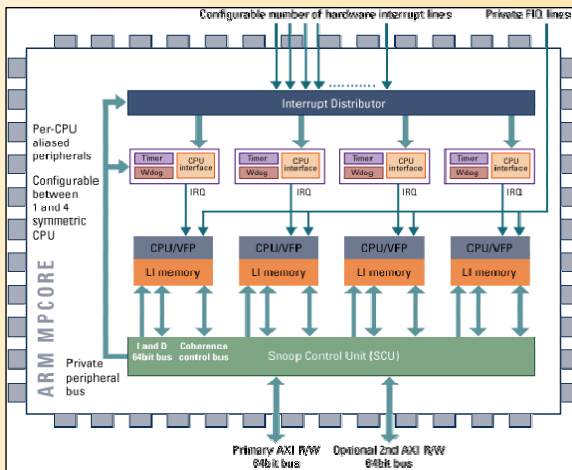 Configurable number of hardware interrupt lines
Private FIQ lines
Interrupt Distributor
Per-CPU
aliased
peripherals
Configurable
between
1 and 4
symmetric
CPU
Timer
Wdog
CPU
interface
Timer
Wdog
CPU
interface
Timer
Wdog
CPU
interface
Timer
Wdog
CPU
interface
IRQ
IRQ
IRQ
IRQ
CPU/VFP
LI memory
CPU/VFP
LI memory
CPU/VFP
LI memory
CPU/VFP
LI memory
ARM MPCORE
Private
peripheral
bus
I and D
64bit bus
Coherence
control bus
Snoop Control Unit (SCU)
Primary AXI R/W
64bit bus
Optional 2nd AXI R/W
64bit bus